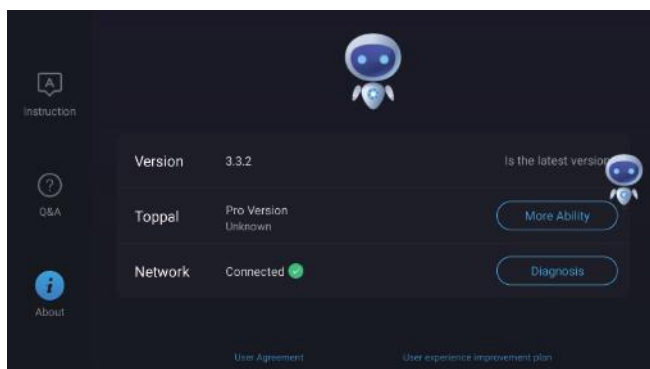 A
Instruction
?
Q&A
i
About
Version 3.3.2 Is the latest version
Toppal Pro Version More Ability
Unknown
Network Connected Diagnosis
User Agreement User experience improvement plan